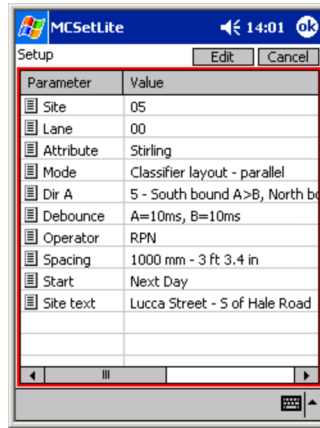 MCSetLite 14:01 ok
Setup Edit Cancel
Parameter Value
Site 05
Lane 00
Attribute Stirling
Mode Classifier layout - parallel
Dir A 5 - South bound A>B, North bo
Debounce A=10ms, B=10ms
Operator RPN
Spacing 1000 mm - 3 ft 3.4 in
Start Next Day
Site text Lucca Street - S of Hale Road